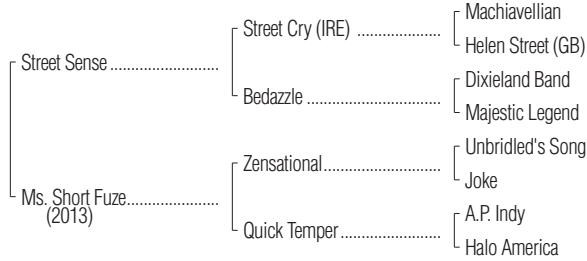 Machiavellian
Street Cry (IRE) ..................
Helen Street (GB)
Street Sense ........................
Dixieland Band
Bedazzle ..............................
Majestic Legend
Unbridled's Song
Zensational..........................
Joke
Ms. Short Fuze....................
(2013)
A.P. Indy
Quick Temper ......................
Halo America